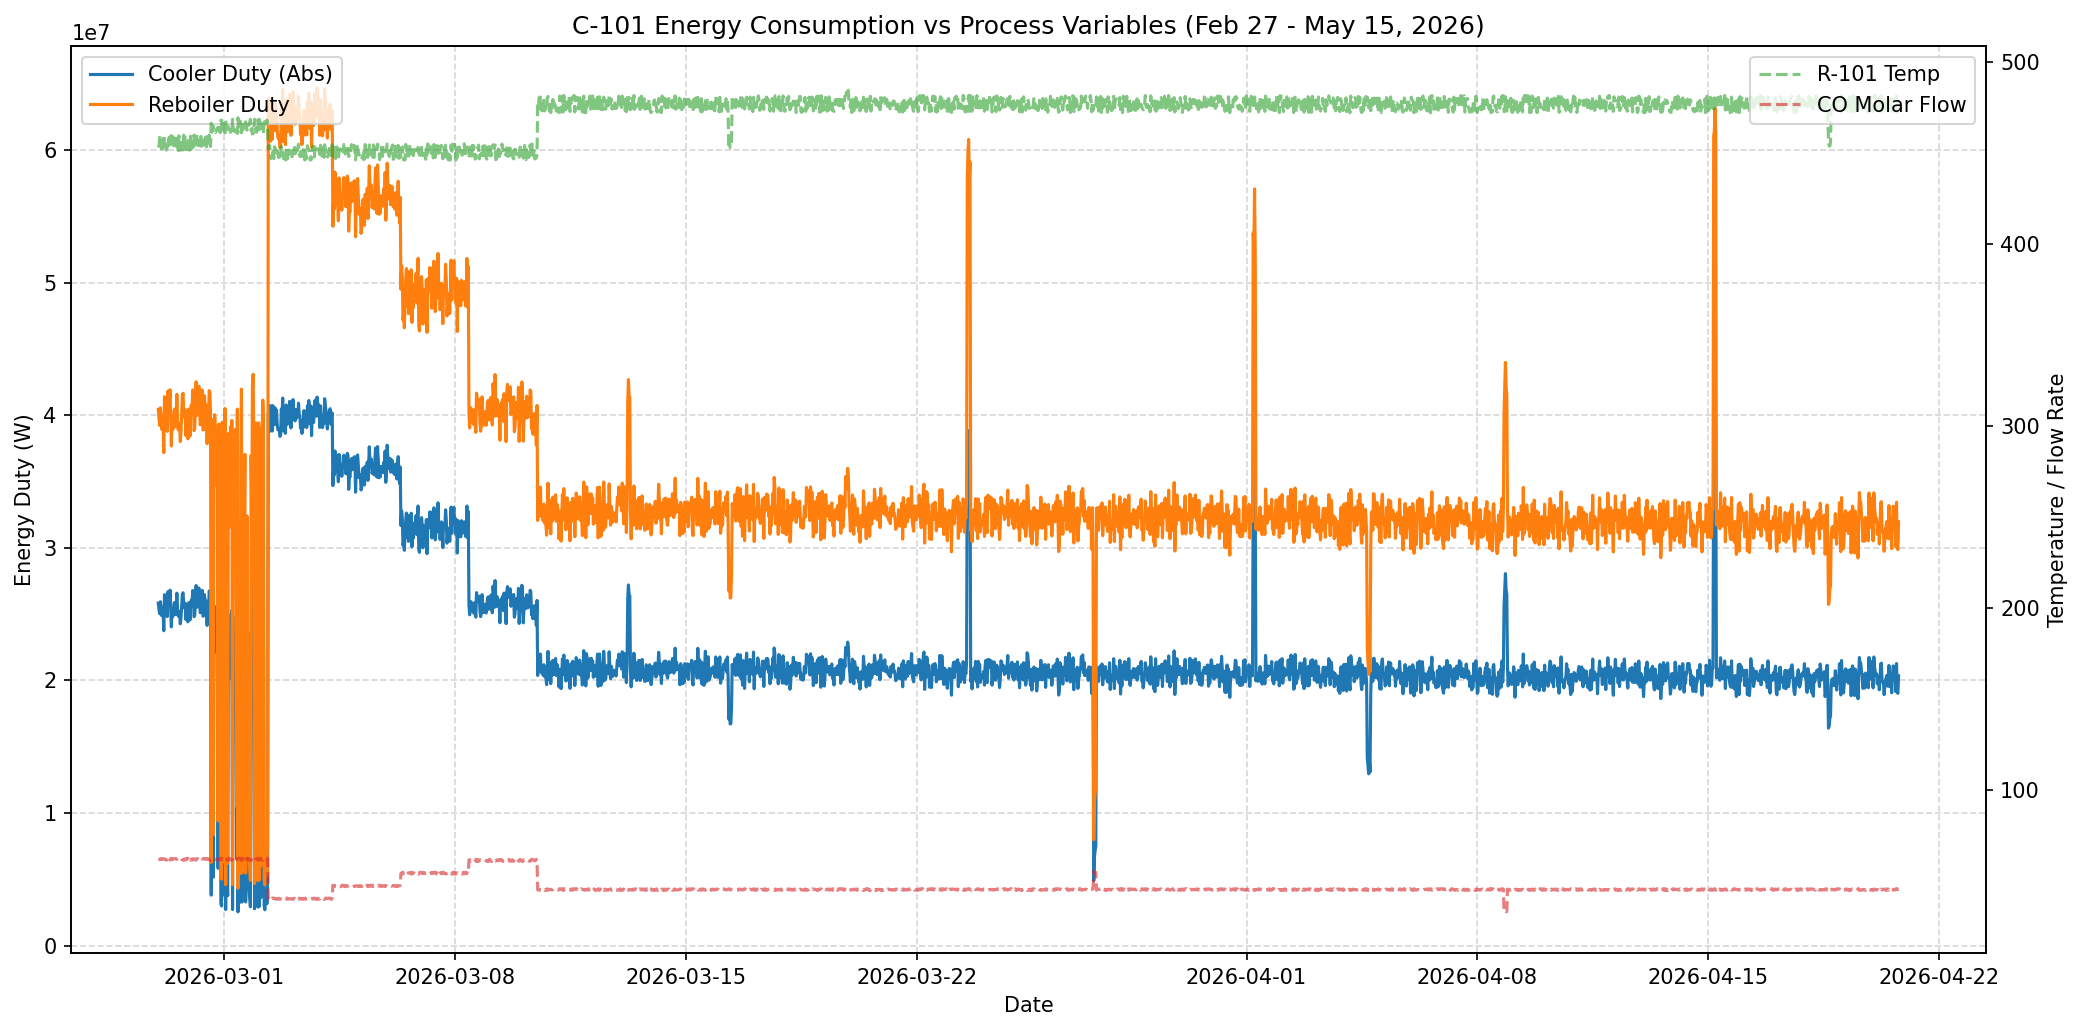 C-101 Energy Consumption vs Process Variables (Feb 27 - May 15, 2026)
1e7
Cooler Duty (Abs)
Reboiler Duty
R-101 Temp
CO Molar Flow
Energy Duty (W)
6
5
4
3
2
1
0
500
400
300
200
100
Temperature / Flow Rate
2026-03-01
2026-03-08
2026-03-15
2026-03-22
2026-04-01
2026-04-08
2026-04-15
2026-04-22
Date